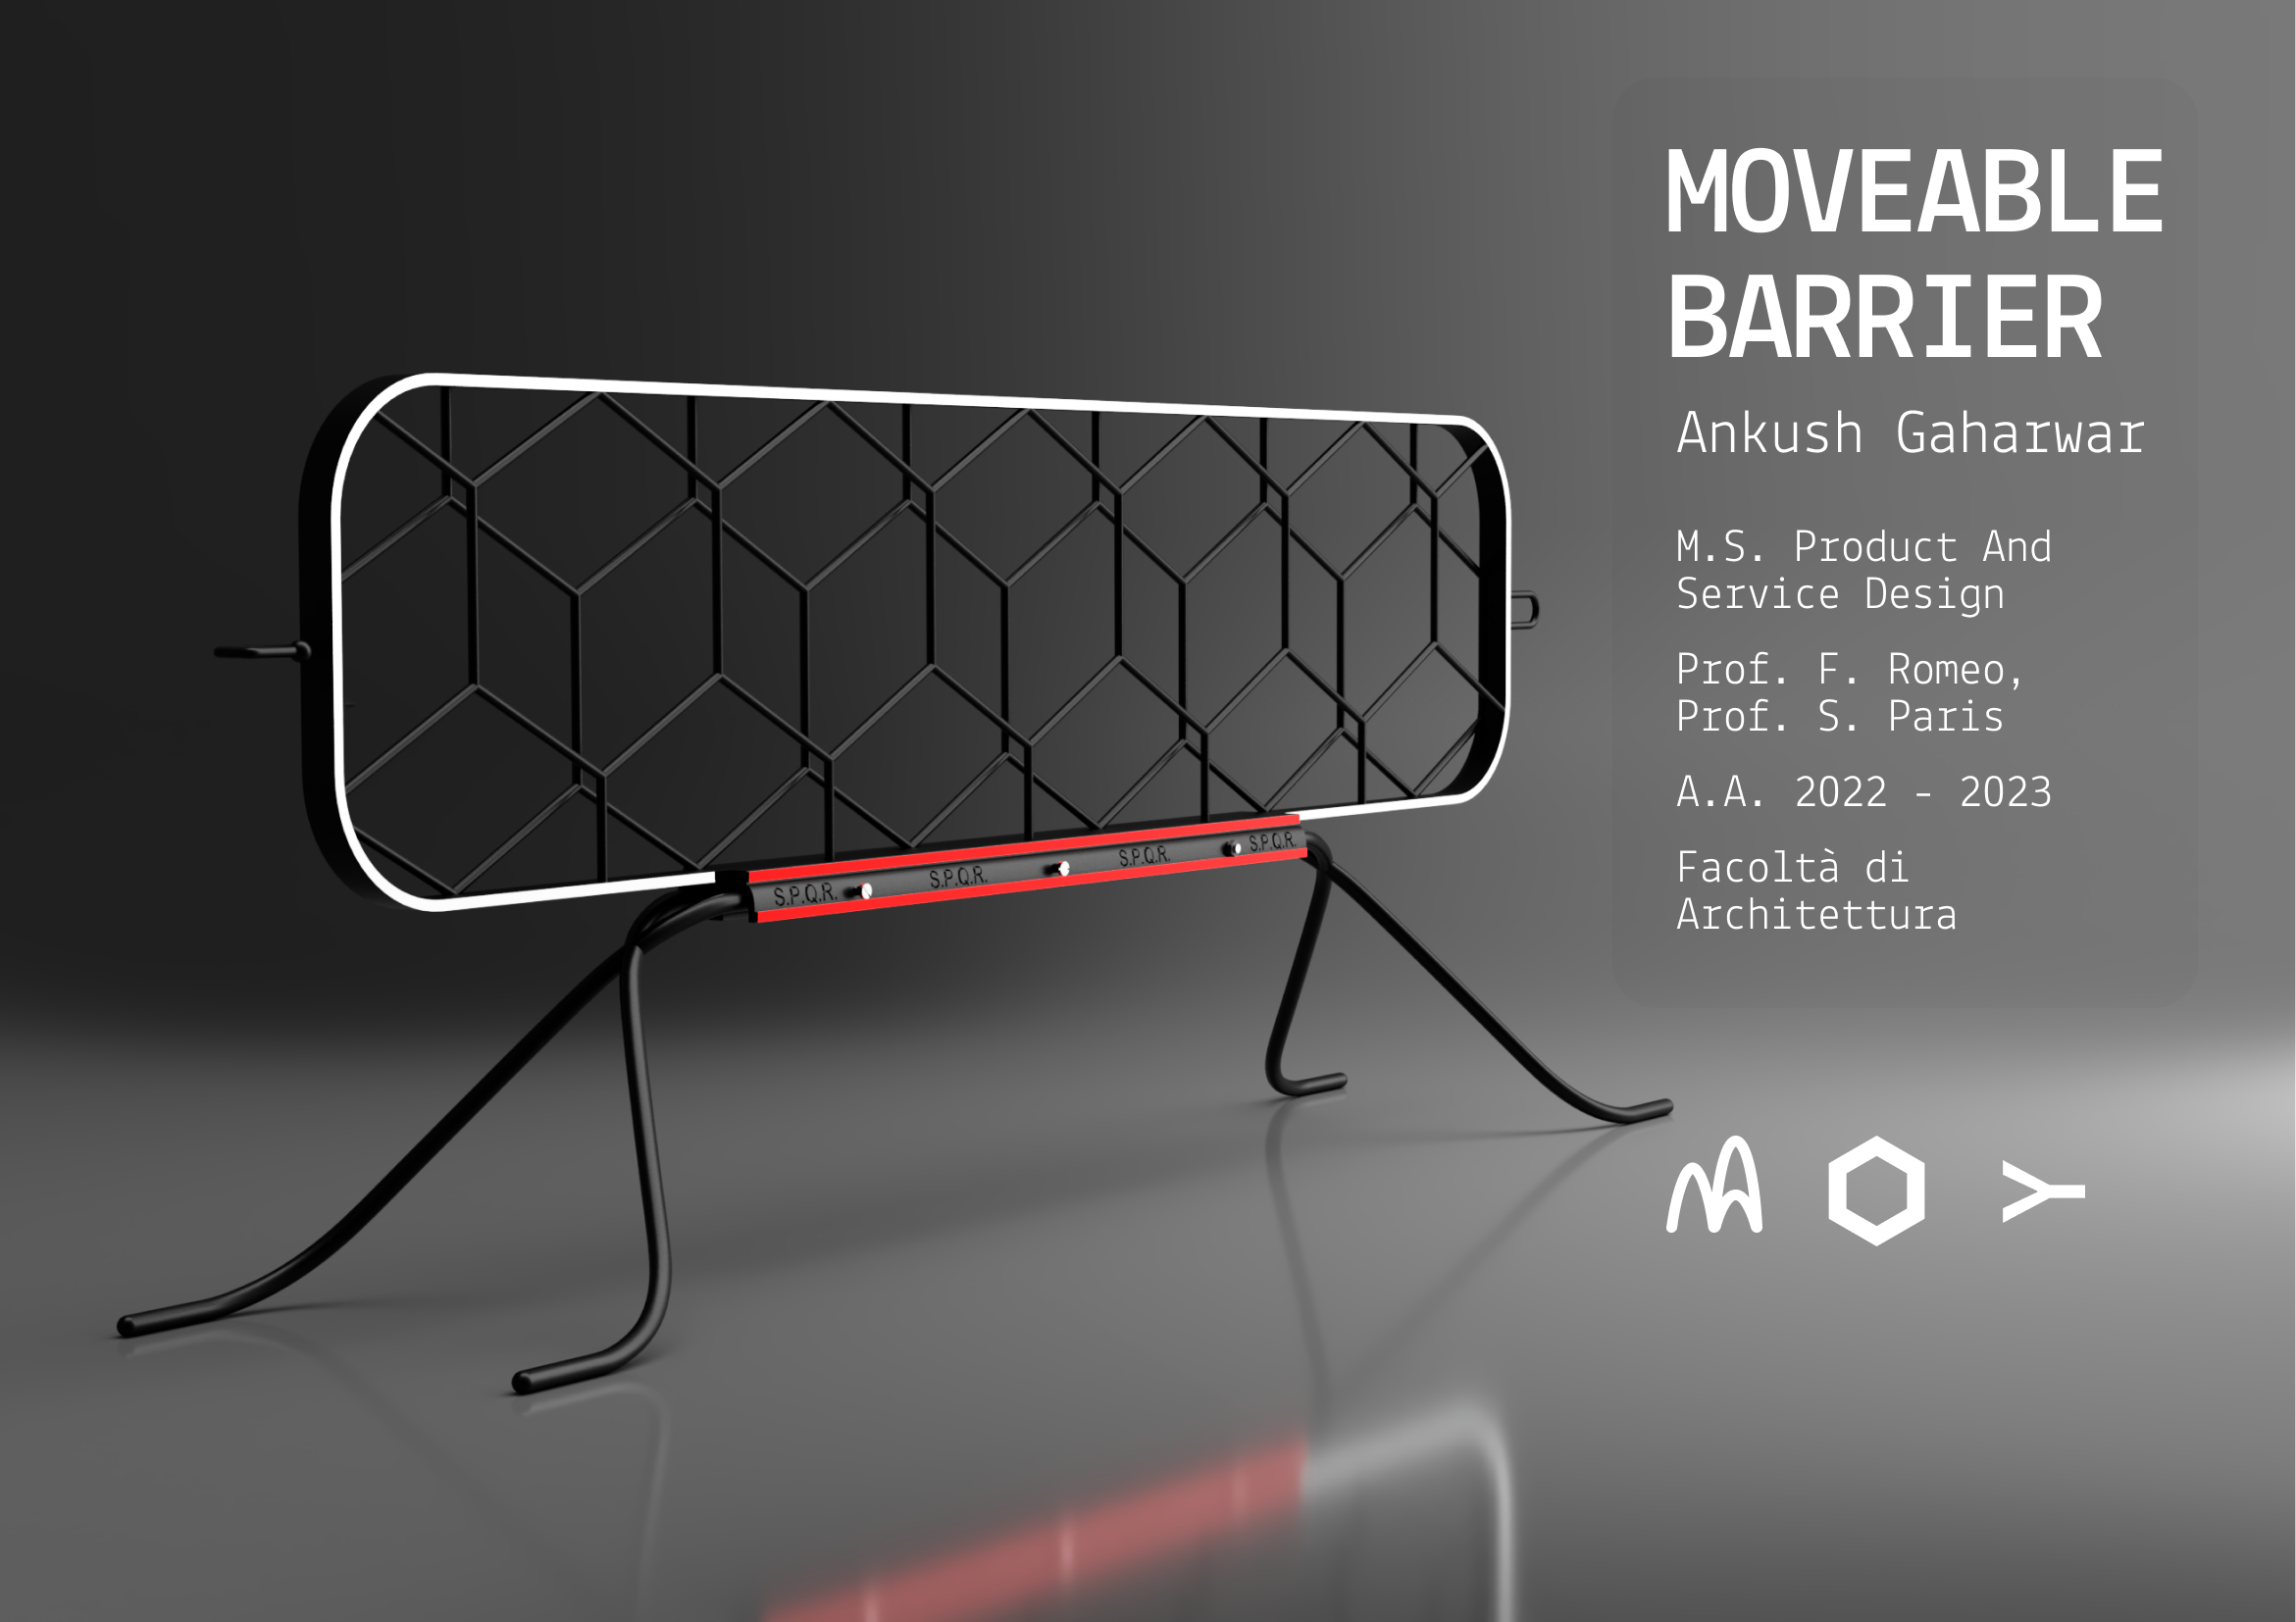 MOVEABLE
BARRIER
Ankush Gaharwar
M.S. Product And
Service Design
Prof. F. Romeo,
Prof. S. Paris
A.A. 2022 - 2023
Facoltà di
Architettura
S.P.Q.R. S.P.Q.R. S.P.Q.R. S.P.Q.R.